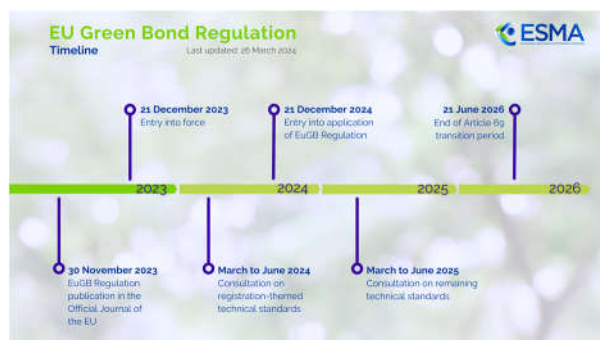 EU Green Bond Regulation
Timeline
Last updated: 26 March 2024
ESMA
21 December 2023
Entry into force
21 December 2024
Entry into application
of EuGB Regulation
21 June 2026
End of Article 69
transition period
2023
2024
2025
2026
30 November 2023
EuGB Regulation
publication in the
Official Journal of
the EU
March to June 2024
Consultation on
registration-themed
technical standards
March to June 2025
Consultation on remaining
technical standards